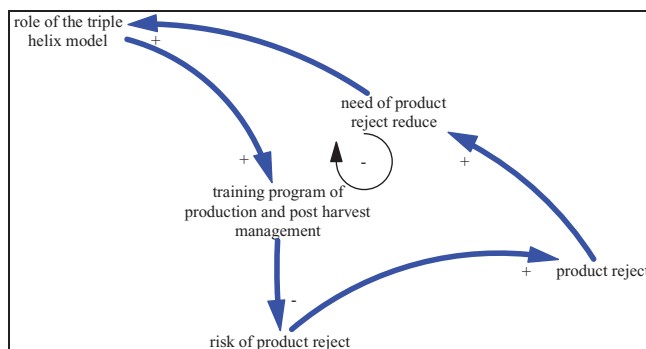 role of the triple
helix model
+
need of product
reject reduce
+
-
+
training program of
production and post harvest
management
+
product reject
-
risk of product reject